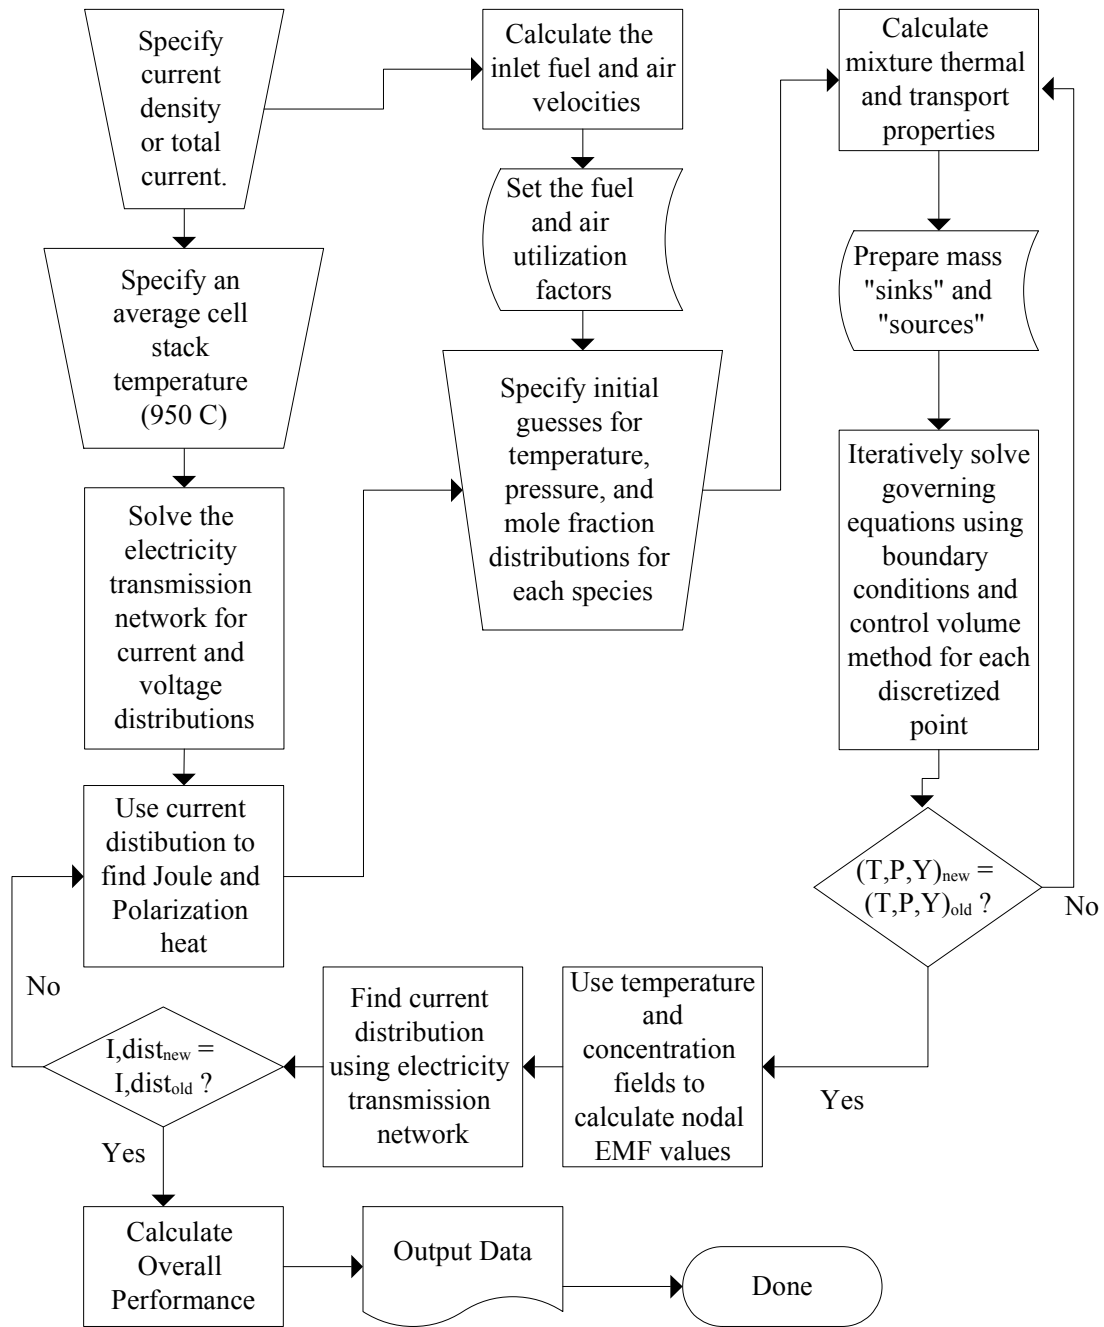 Specify
current
density
or total
current.
Calculate the
inlet fuel and air
velocities
Calculate
mixture thermal
and transport
properties
Set the fuel
and air
utilization
factors
Specify an
average cell
stack
temperature
(950 C)
Prepare mass
"sinks" and
"sources"
Specify initial
guesses for
temperature,
pressure, and
mole fraction
distributions for
each species
Solve the
electricity
transmission
network for
current and
voltage
distributions
Iteratively solve
governing
equations using
boundary
conditions and
control volume
method for each
discretized
point
Use current
distibution to
find Joule and
Polarization
heat
(T,P,Y)new =
(T,P,Y)old ?
No
Yes
Use temperature
and
concentration
fields to
calculate nodal
EMF values
Find current
distribution
using electricity
transmission
network
I,distnew =
I,distold ?
No
Yes
Calculate
Overall
Performance
Output Data
Done